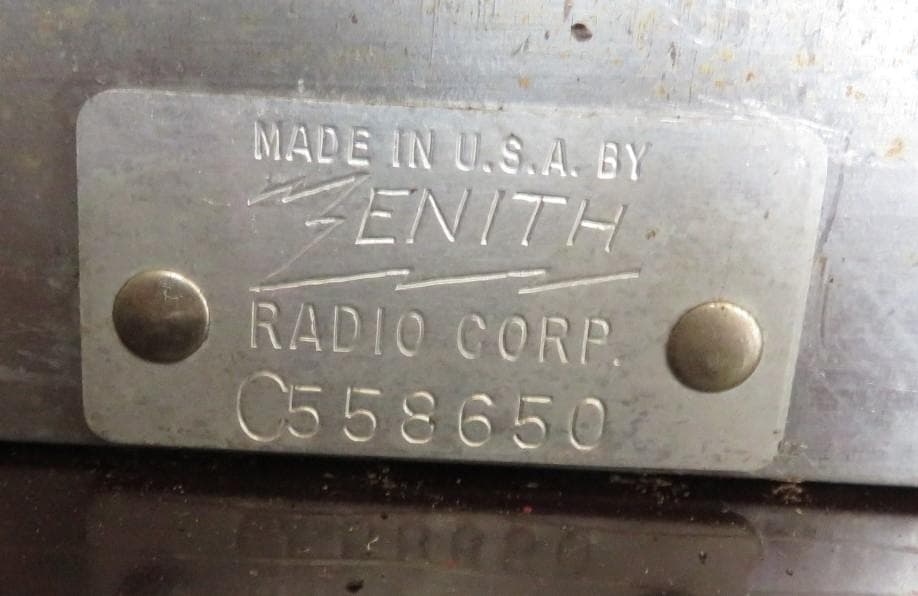 MADE IN U.S.A. BY
ZENITH
RADIO CORP.
C558650